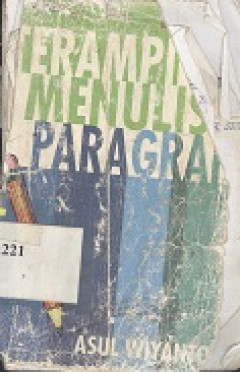 TERAMPIL
MENULIS
PARAGRAF
221
ASUL WIYANTO